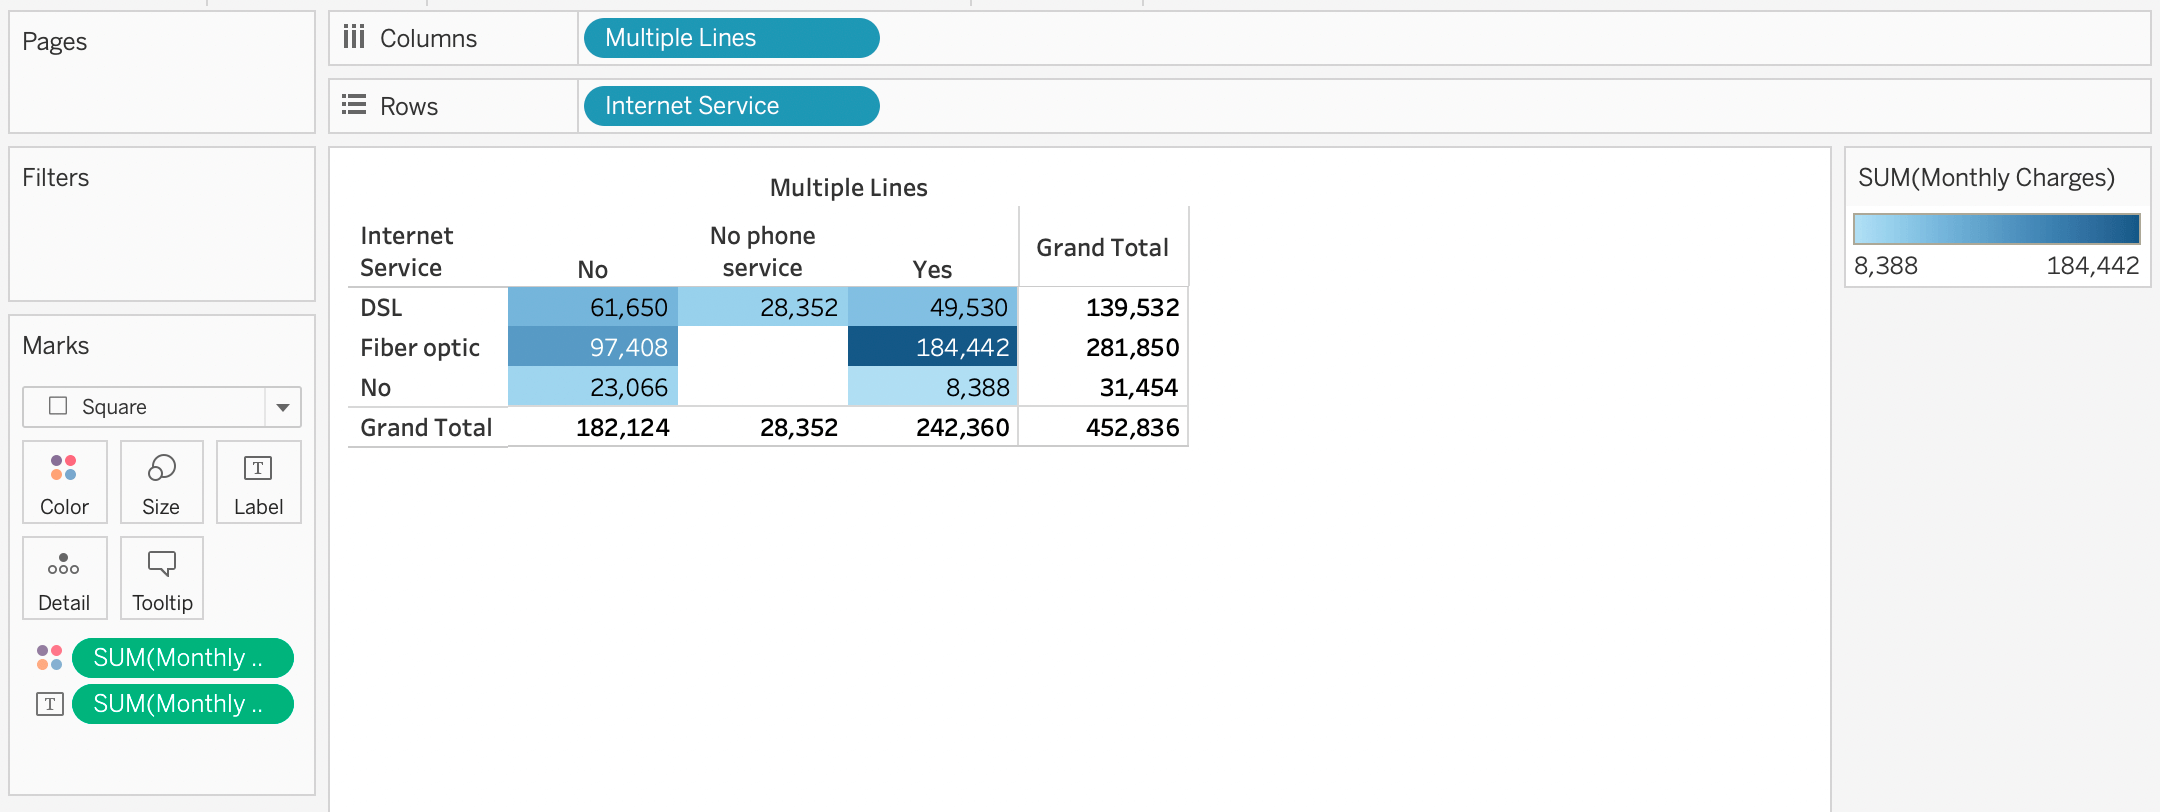 Pages
Columns
Multiple Lines
Rows
Internet Service
Filters
Marks
Square
Color
Size
T
Label
Detail
Tooltip
SUM(Monthly ..
T
SUM(Monthly ..
Multiple Lines
Internet
Service
No
No phone
service
Yes
Grand Total
DSL 61,650 28,352 49,530 139,532
Fiber optic 97,408 184,442 281,850
No 23,066 8,388 31,454
Grand Total 182,124 28,352 242,360 452,836
SUM(Monthly Charges)
8,388 184,442